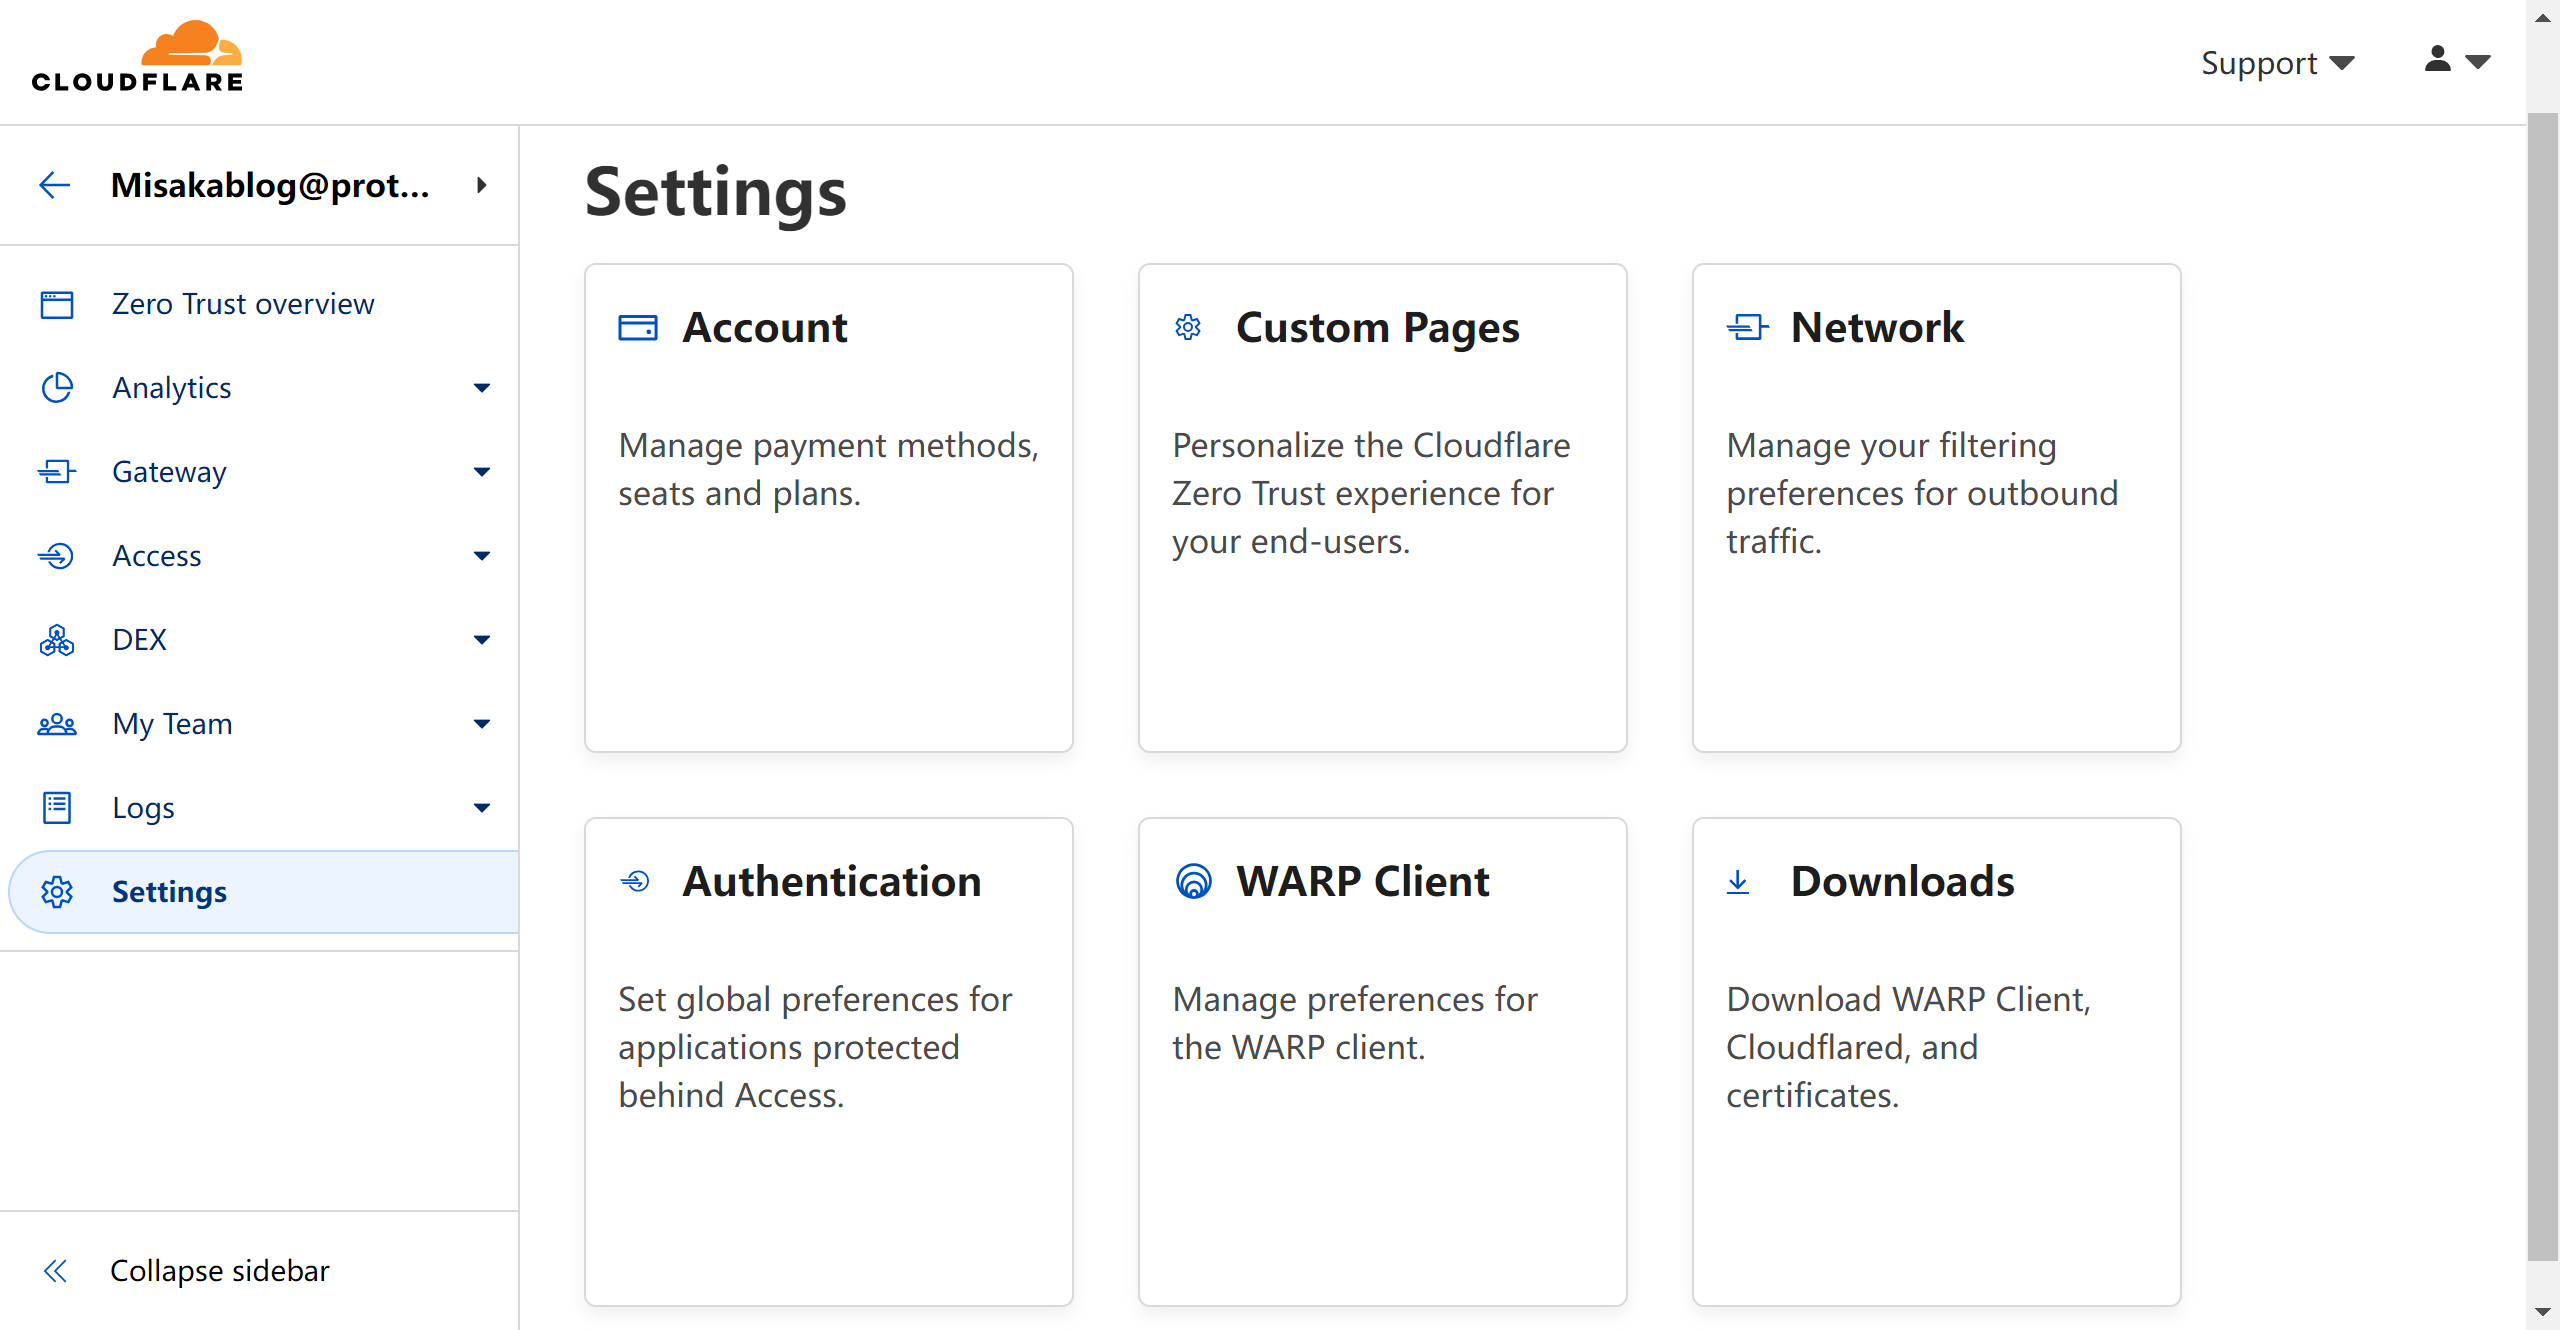 CLOUDFLARE
Support
Misakablog@prot...
Zero Trust overview
Analytics
Gateway
Access
DEX
My Team
Logs
Settings
Collapse sidebar
Settings
Account
Manage payment methods,
seats and plans.
Custom Pages
Personalize the Cloudflare
Zero Trust experience for
your end-users.
Network
Manage your filtering
preferences for outbound
traffic.
Authentication
Set global preferences for
applications protected
behind Access.
WARP Client
Manage preferences for
the WARP client.
Downloads
Download WARP Client,
Cloudflared, and
certificates.